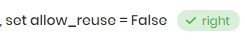 , set allow_reuse = False ✓ right